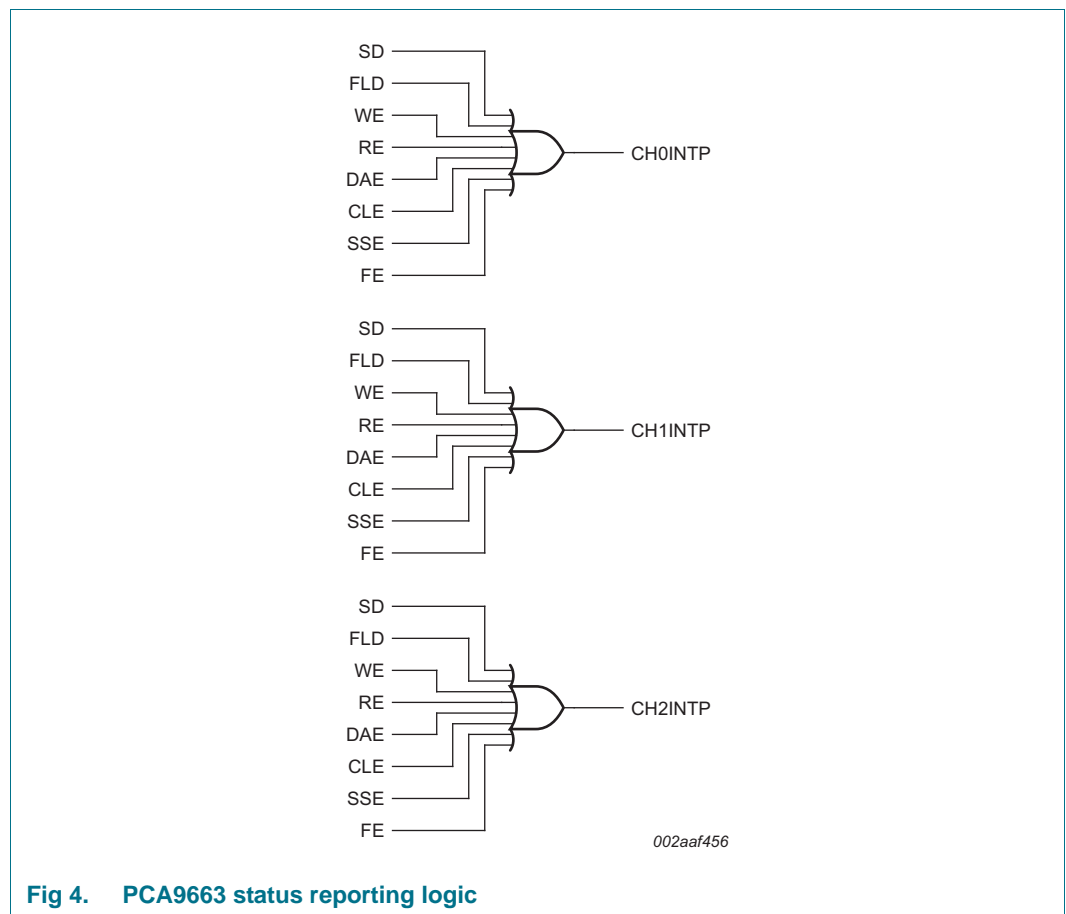 SD
FLD
WE
RE
CH0INTP
DAE
CLE
SSE
FE
SD
FLD
WE
RE
CH1INTP
DAE
CLE
SSE
FE
SD
FLD
WE
RE
CH2INTP
DAE
CLE
SSE
FE
002aaf456
Fig 4. PCA9663 status reporting logic